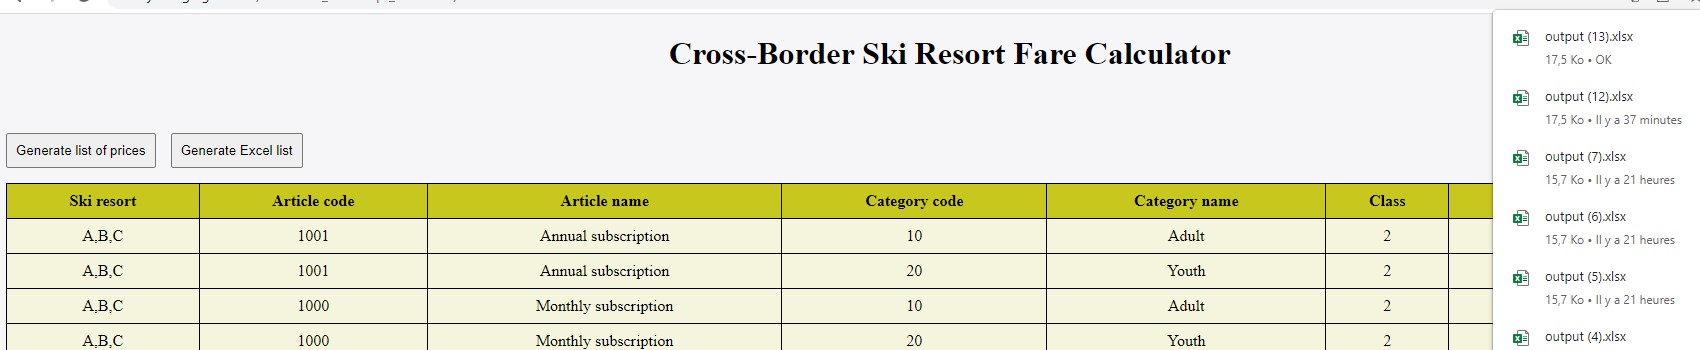 Cross-Border Ski Resort Fare Calculator
Generate list of prices Generate Excel list
Ski resort Article code Article name Category code Category name Class
A,B,C 1001 Annual subscription 10 Adult 2
A,B,C 1001 Annual subscription 20 Youth 2
A,B,C 1000 Monthly subscription 10 Adult 2
A,B,C 1000 Monthly subscription 20 Youth 2
output (13).xlsx
17,5 Ko • OK
output (12).xlsx
17,5 Ko • Il y a 37 minutes
output (7).xlsx
15,7 Ko • Il y a 21 heures
output (6).xlsx
15,7 Ko • Il y a 21 heures
output (5).xlsx
15,7 Ko • Il y a 21 heures
output (4).xlsx